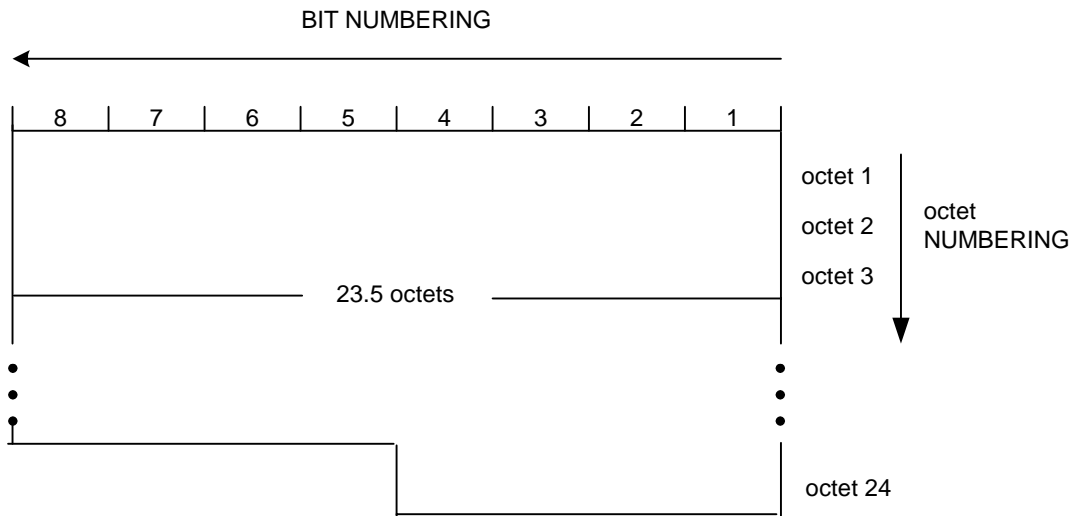 BIT NUMBERING
8 7 6 5 4 3 2 1
octet 1
octet 2
octet NUMBERING
octet 3
23.5 octets
octet 24